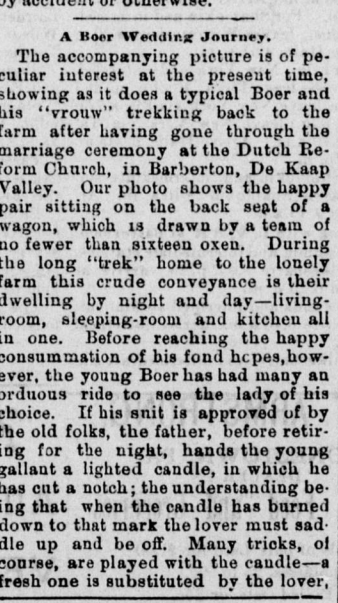 by accident or otherwise.
A Boer Wedding Journey.
The accompanying picture is of pe-
culiar interest at the present time,
showing as it does a typical Boer and
his "vrouw" trekking back to the
farm after having gone through the
marriage ceremony at the Dutch Re-
form Church, in Barberton, De Kaap
Valley. Our photo shows the happy
pair sitting on the back seat of a
wagon, which is drawn by a team of
no fewer than sixteen oxen. During
the long "trek" home to the lonely
farm this crude conveyance is their
dwelling by night and day—living-
room, sleeping-room and kitchen all
in one. Before reaching the happy
consummation of his fond hopes,how-
ever, the young Boer has had many an
orduous ride to see the lady of his
choice. If his snit is approved of by
the old folks, the father, before retir-
ing for the night, hands the young
gallant a lighted candle, in which he
has cut a notch; the understanding be-
ing that when the candle has burned
down to that mark the lover must sad-
dle up and be off. Many tricks, of
course, are played with the candle—a
fresh one is substituted by the lover,